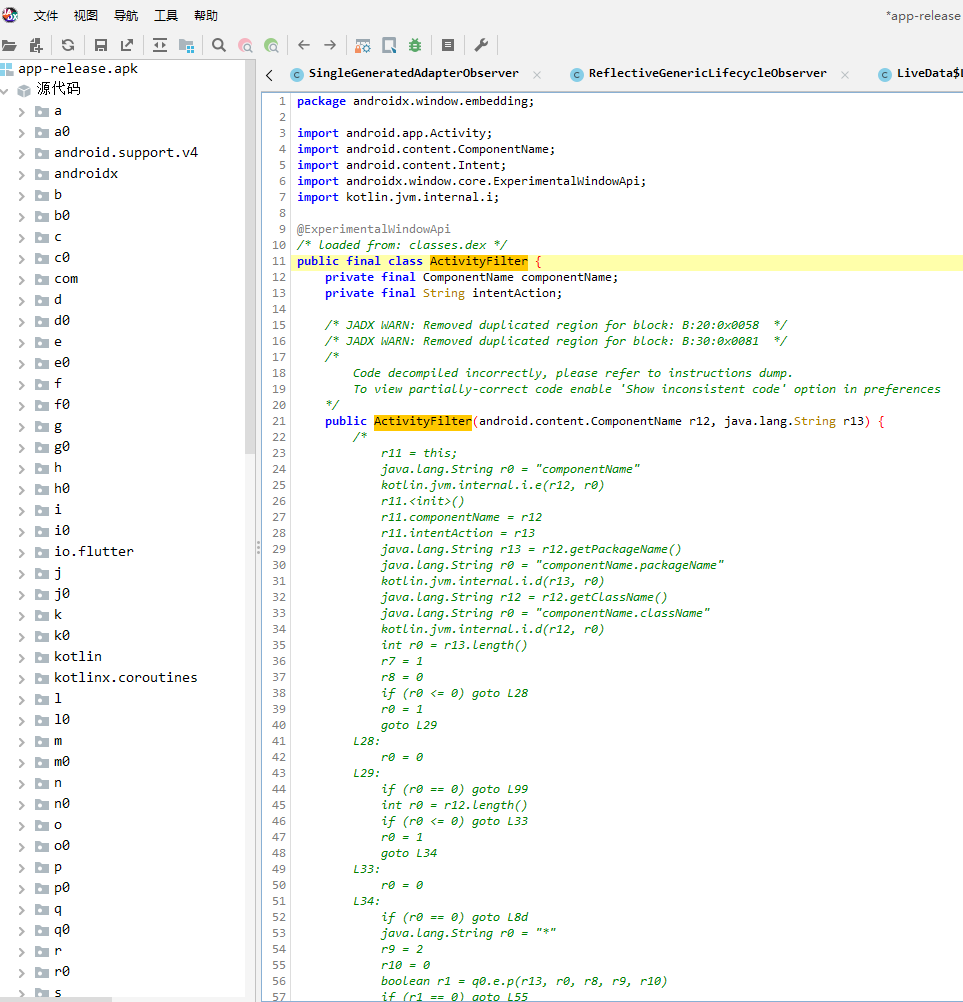 文件 视图 导航 工具 帮助
*app-release
app-release.apk
源代码
a
a0
android.support.v4
androidx
b
b0
c
c0
com
d
d0
e
e0
f
f0
g
g0
h
h0
i
i0
io.flutter
j
j0
k
k0
kotlin
kotlinx.coroutines
l
l0
m
m0
n
n0
o
o0
p
p0
q
q0
r
r0
s
SingleGeneratedAdapterObserver ReflectiveGenericLifecycleObserver LiveData$L
1 package androidx.window.embedding;
2
3 import android.app.Activity;
4 import android.content.ComponentName;
5 import android.content.Intent;
6 import androidx.window.core.ExperimentalWindowApi;
7 import kotlin.jvm.internal.i;
8
9 @ExperimentalWindowApi
10 /* loaded from: classes.dex */
11 public final class ActivityFilter {
12 private final ComponentName componentName;
13 private final String intentAction;
14
15 /* JADX WARN: Removed duplicated region for block: B:20:0x0058 */
16 /* JADX WARN: Removed duplicated region for block: B:30:0x0081 */
17 /*
18 Code decompiled incorrectly, please refer to instructions dump.
19 To view partially-correct code enable 'Show inconsistent code' option in preferences
20 */
21 public ActivityFilter(android.content.ComponentName r12, java.lang.String r13) {
22 /*
23 r11 = this;
24 java.lang.String r0 = "componentName"
25 kotlin.jvm.internal.i.e(r12, r0)
26 r11.<init>()
27 r11.componentName = r12
28 r11.intentAction = r13
29 java.lang.String r13 = r12.getPackageName()
30 java.lang.String r0 = "componentName.packageName"
31 kotlin.jvm.internal.i.d(r13, r0)
32 java.lang.String r12 = r12.getClassName()
33 java.lang.String r0 = "componentName.className"
34 kotlin.jvm.internal.i.d(r12, r0)
35 int r0 = r13.length()
36 r7 = 1
37 r8 = 0
38 if (r0 <= 0) goto L28
39 r0 = 1
40 goto L29
41 L28:
42 r0 = 0
43 L29:
44 if (r0 == 0) goto L99
45 int r0 = r12.length()
46 if (r0 <= 0) goto L33
47 r0 = 1
48 goto L34
49 L33:
50 r0 = 0
51 L34:
52 if (r0 == 0) goto L8d
53 java.lang.String r0 = "*"
54 r9 = 2
55 r10 = 0
56 boolean r1 = q0.e.p(r13, r0, r8, r9, r10)
57 if (r1 == 0) goto L55